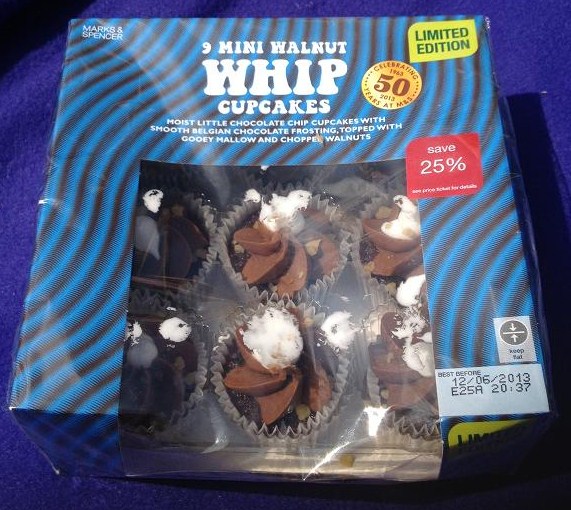 MARKS &
SPENCER
9 MINI WALNUT
WHIP
CUPCAKES
MOIST LITTLE CHOCOLATE CHIP CUPCAKES WITH
SMOOTH BELGIAN CHOCOLATE FROSTING, TOPPED WITH
GOOEY MALLOW AND CHOPPED WALNUTS
LIMITED
EDITION
CELEBRATING
1963
50
2013
YEARS AT M&S
save
25%
see price ticket for details
keep
flat
BEST BEFORE
12/06/2013
E25A 20:37
LIMITED